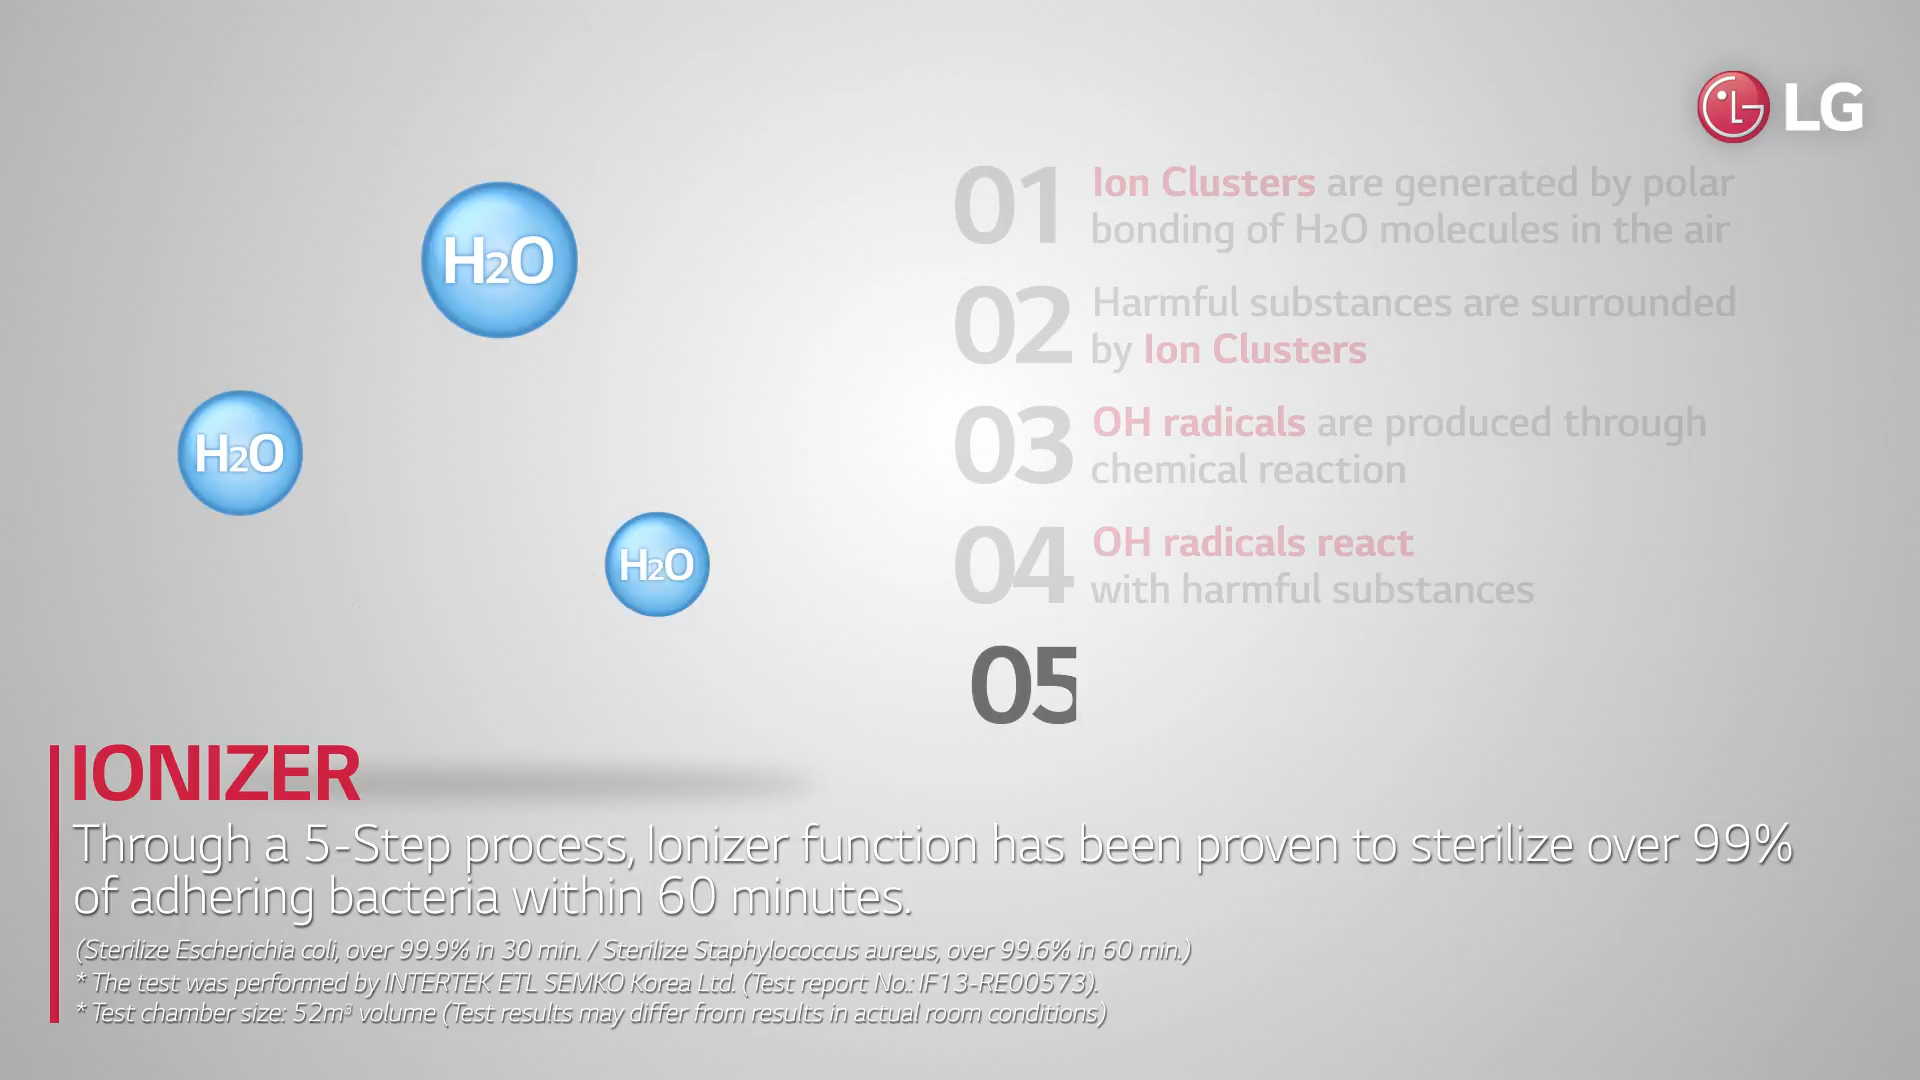 LG
H2O
H2O
H2O
01 Ion Clusters are generated by polar
bonding of H2O molecules in the air
02 Harmful substances are surrounded
by Ion Clusters
03 OH radicals are produced through
chemical reaction
04 OH radicals react
with harmful substances
05
IONIZER
Through a 5-Step process, Ionizer function has been proven to sterilize over 99%
of adhering bacteria within 60 minutes.
(Sterilize Escherichia coli, over 99.9% in 30 min. / Sterilize Staphylococcus aureus, over 99.6% in 60 min.)
* The test was performed by INTERTEK ETL SEMKO Korea Ltd. (Test report No.: IF13-RE00573).
* Test chamber size: 52m³ volume (Test results may differ from results in actual room conditions)